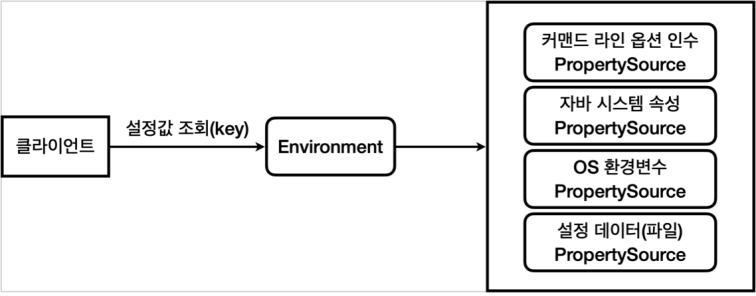 클라이언트
설정값 조회(key)
Environment
커맨드 라인 옵션 인수
PropertySource
자바 시스템 속성
PropertySource
OS 환경변수
PropertySource
설정 데이터(파일)
PropertySource